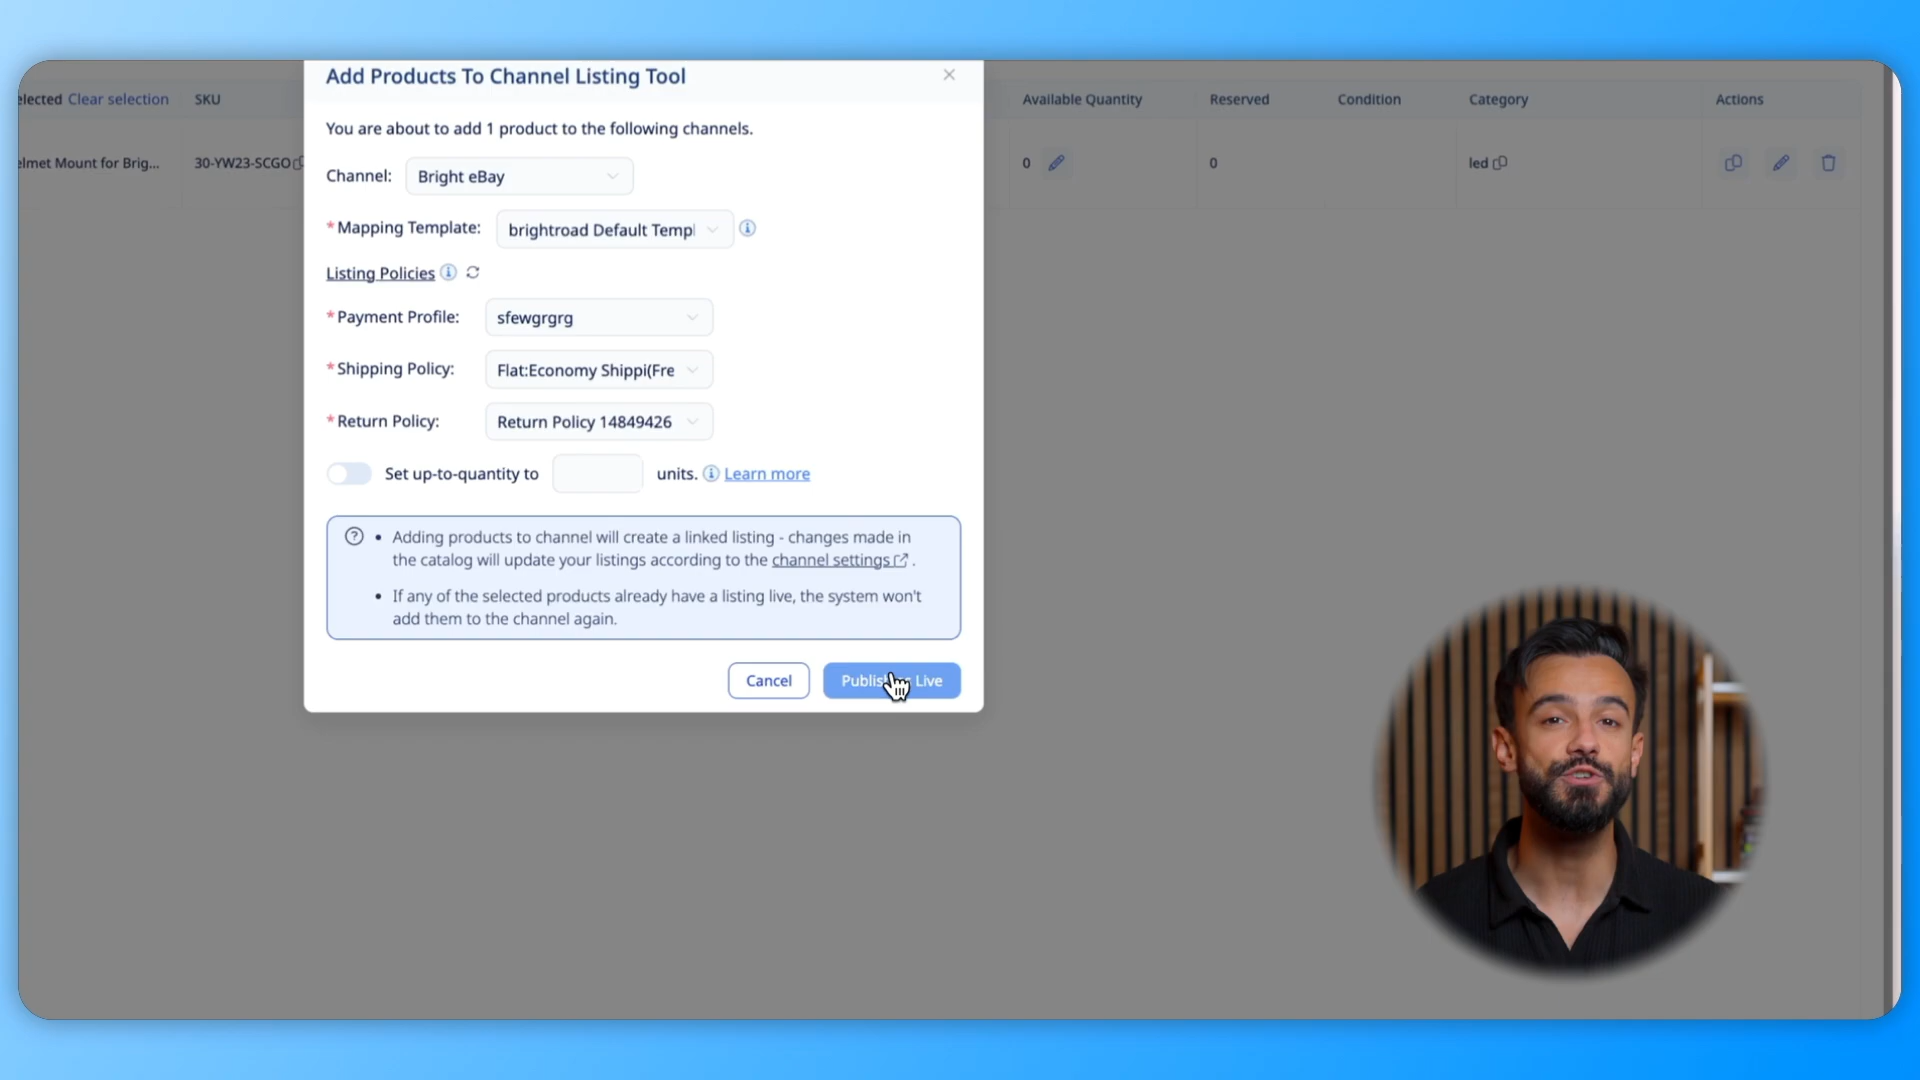 Add Products To Channel Listing Tool
elected Clear selection SKU Available Quantity Reserved Condition Category Actions
You are about to add 1 product to the following channels.
elmet Mount for Brig... 30-YW23-SCGO 0 0 led
Channel: Bright eBay
*Mapping Template: brightroad Default Templ
Listing Policies
*Payment Profile: sfewgrgrg
*Shipping Policy: Flat:Economy Shippi(Fre
*Return Policy: Return Policy 14849426
Set up-to-quantity to units. Learn more
• Adding products to channel will create a linked listing - changes made in
the catalog will update your listings according to the channel settings.
• If any of the selected products already have a listing live, the system won't
add them to the channel again.
Cancel Live